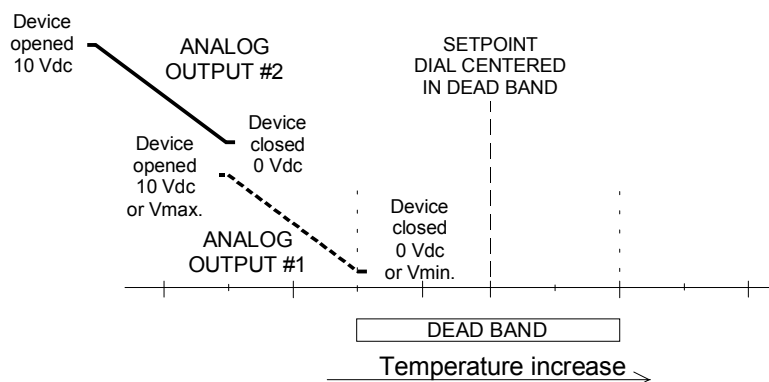 Device
opened
10 Vdc
ANALOG
OUTPUT #2
SETPOINT
DIAL CENTERED
IN DEAD BAND
Device
closed
0 Vdc
Device
opened
10 Vdc
or Vmax.
ANALOG
OUTPUT #1
Device
closed
0 Vdc
or Vmin.
DEAD BAND
Temperature increase